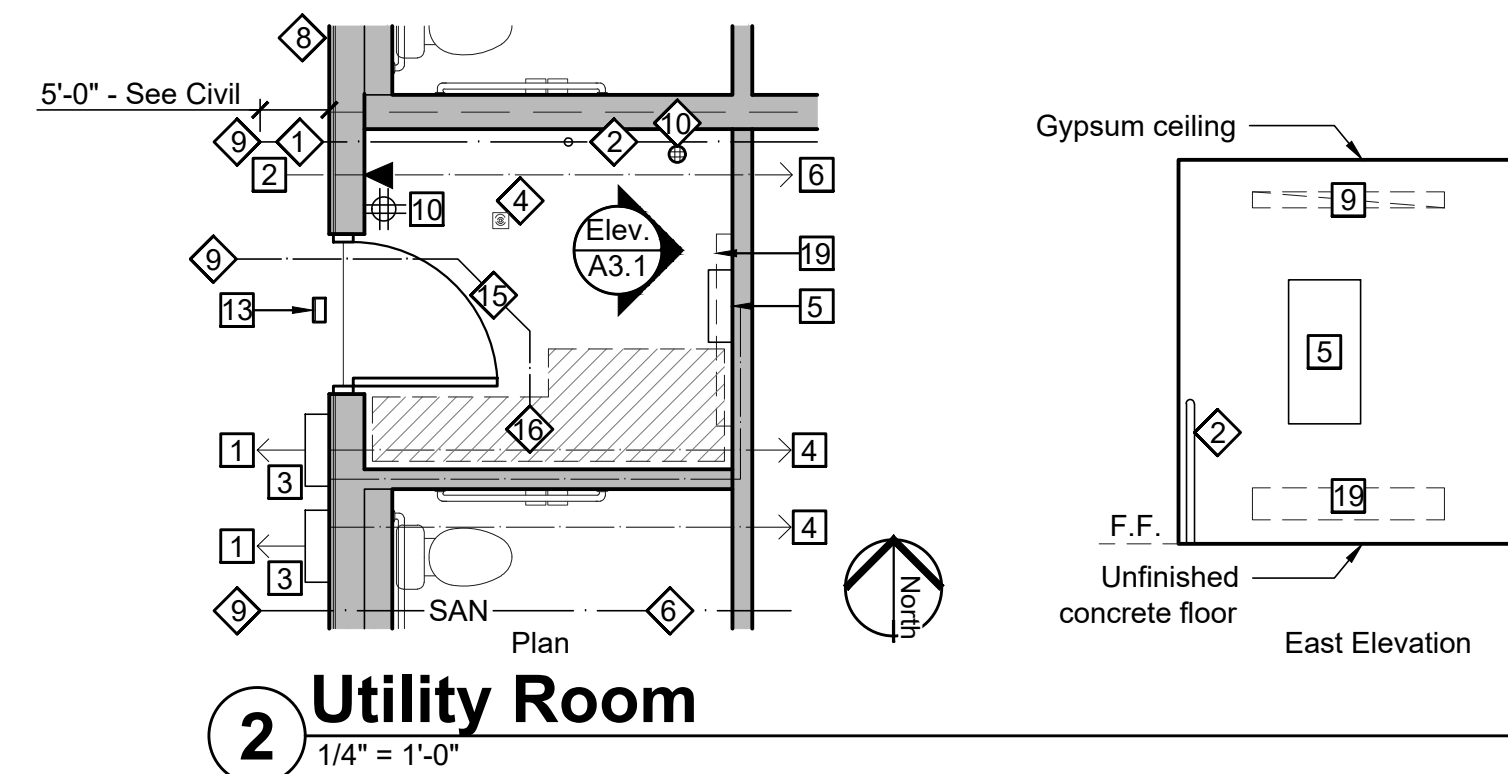 8
5'-0" - See Civil
9
1
2
10
2
6
4
10
Elev.
A3.1
9
15
19
13
5
16
1
4
3
1
4
3
9
SAN
6
North
Plan
Gypsum ceiling
9
5
2
19
F.F.
Unfinished
concrete floor
East Elevation
2
Utility Room
1/4" = 1'-0"